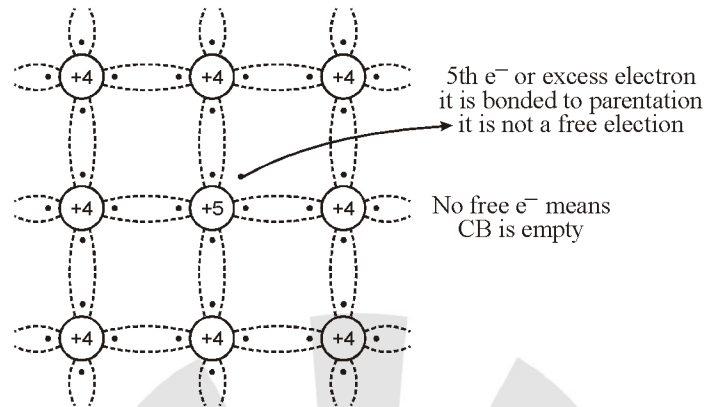 +4 +4 +4
5th e⁻ or excess electron
it is bonded to parentation
it is not a free election
+4 +5 +4
No free e⁻ means
CB is empty
+4 +4 +4